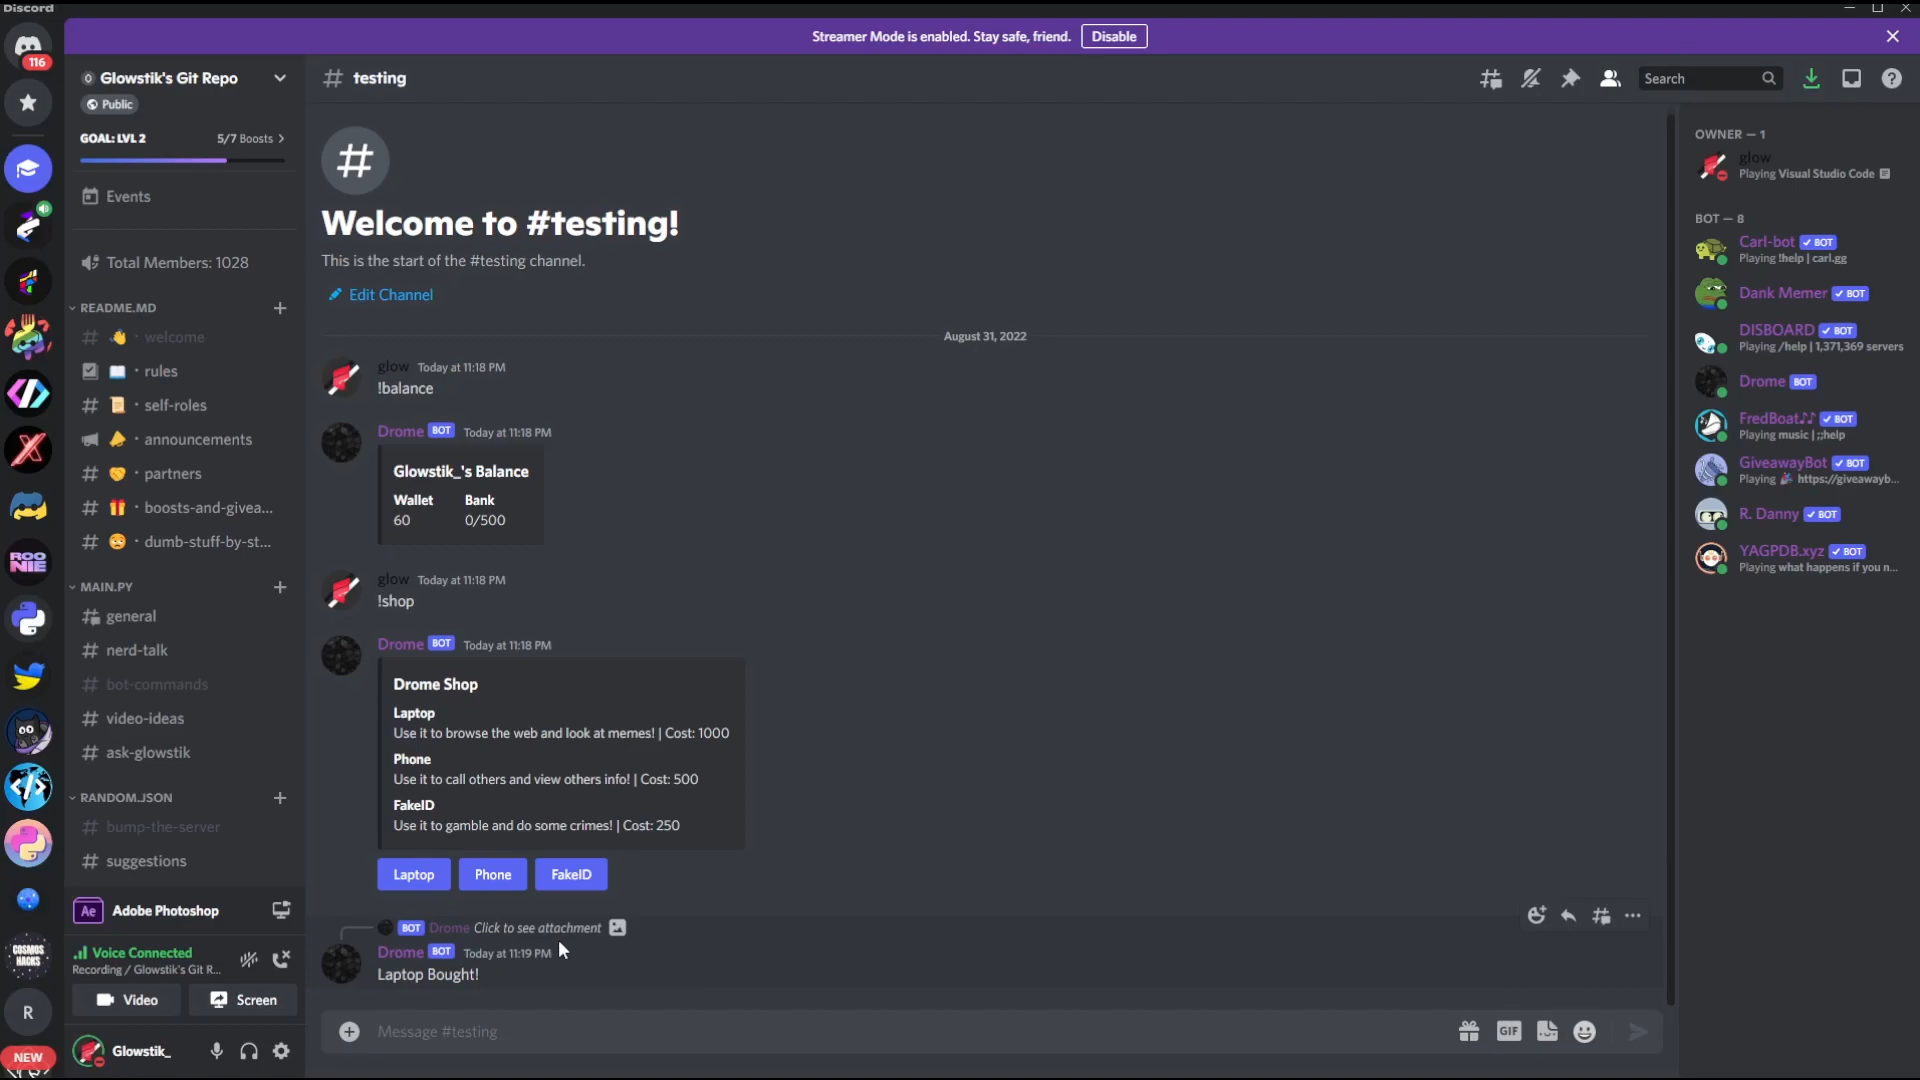 Discord
Streamer Mode is enabled. Stay safe, friend.
Disable
116
Glowstik's Git Repo
Public
GOAL: LVL 2
5/7 Boosts
Events
Total Members: 1028
README.MD
welcome
rules
self-roles
announcements
partners
boosts-and-givea...
dumb-stuff-by-st...
MAIN.PY
general
nerd-talk
bot-commands
video-ideas
ask-glowstik
RANDOM.JSON
bump-the-server
suggestions
Ae Adobe Photoshop
Voice Connected
Recording / Glowstik's Git R...
Video
Screen
Glowstik_
ROO
NIE
COSMOS
HACKS
R
NEW
testing
Search
Welcome to #testing!
This is the start of the #testing channel.
Edit Channel
August 31, 2022
glow Today at 11:18 PM
!balance
Drome BOT Today at 11:18 PM
Glowstik_'s Balance
Wallet Bank
60 0/500
glow Today at 11:18 PM
!shop
Drome BOT Today at 11:18 PM
Drome Shop
Laptop
Use it to browse the web and look at memes! | Cost: 1000
Phone
Use it to call others and view others info! | Cost: 500
FakeID
Use it to gamble and do some crimes! | Cost: 250
Laptop
Phone
FakeID
BOT Drome Click to see attachment
Drome BOT Today at 11:19 PM
Laptop Bought!
Message #testing
GIF
OWNER — 1
glow
Playing Visual Studio Code
BOT — 8
Carl-bot BOT
Playing !help | carl.gg
Dank Memer BOT
DISBOARD BOT
Playing /help | 1,371,369 servers
Drome BOT
FredBoat♪♪ BOT
Playing music | ;;help
GiveawayBot BOT
Playing 🎉 https://giveawayb...
R. Danny BOT
YAGPDB.xyz BOT
Playing what happens if you n...